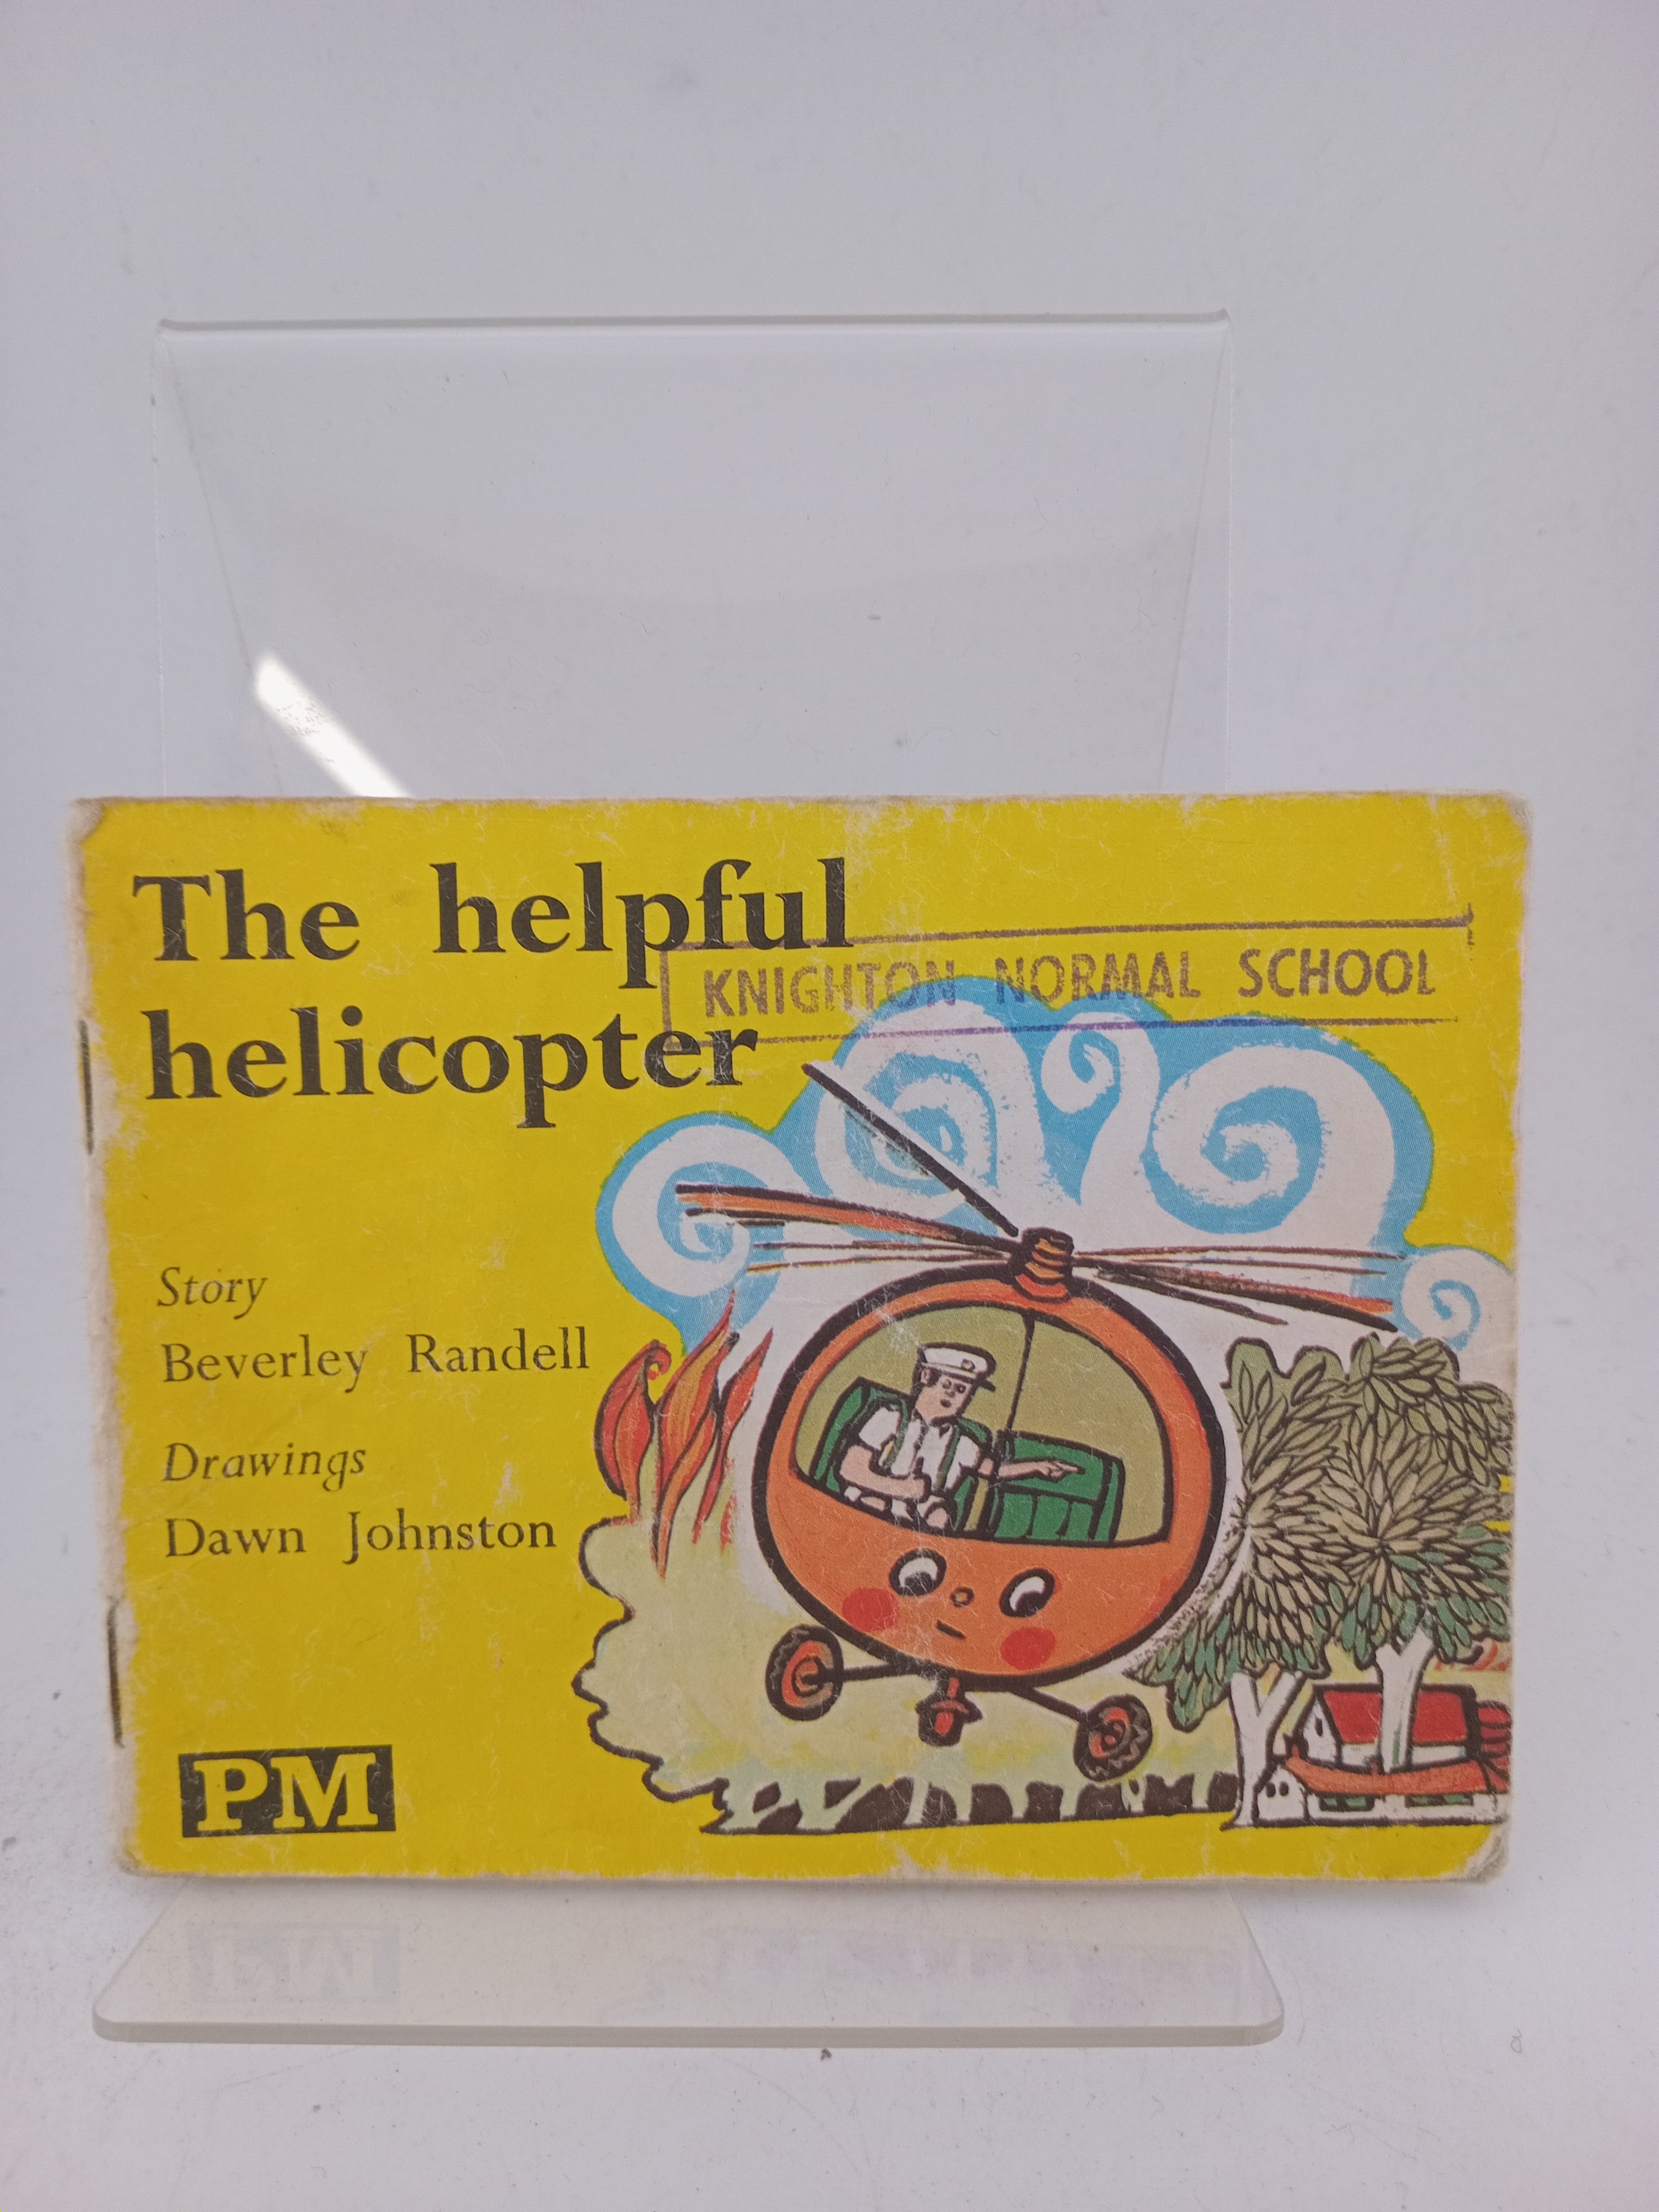 The helpful
KNIGHTON NORMAL SCHOOL
helicopter
Story
Beverley Randell
Drawings
Dawn Johnston
PM